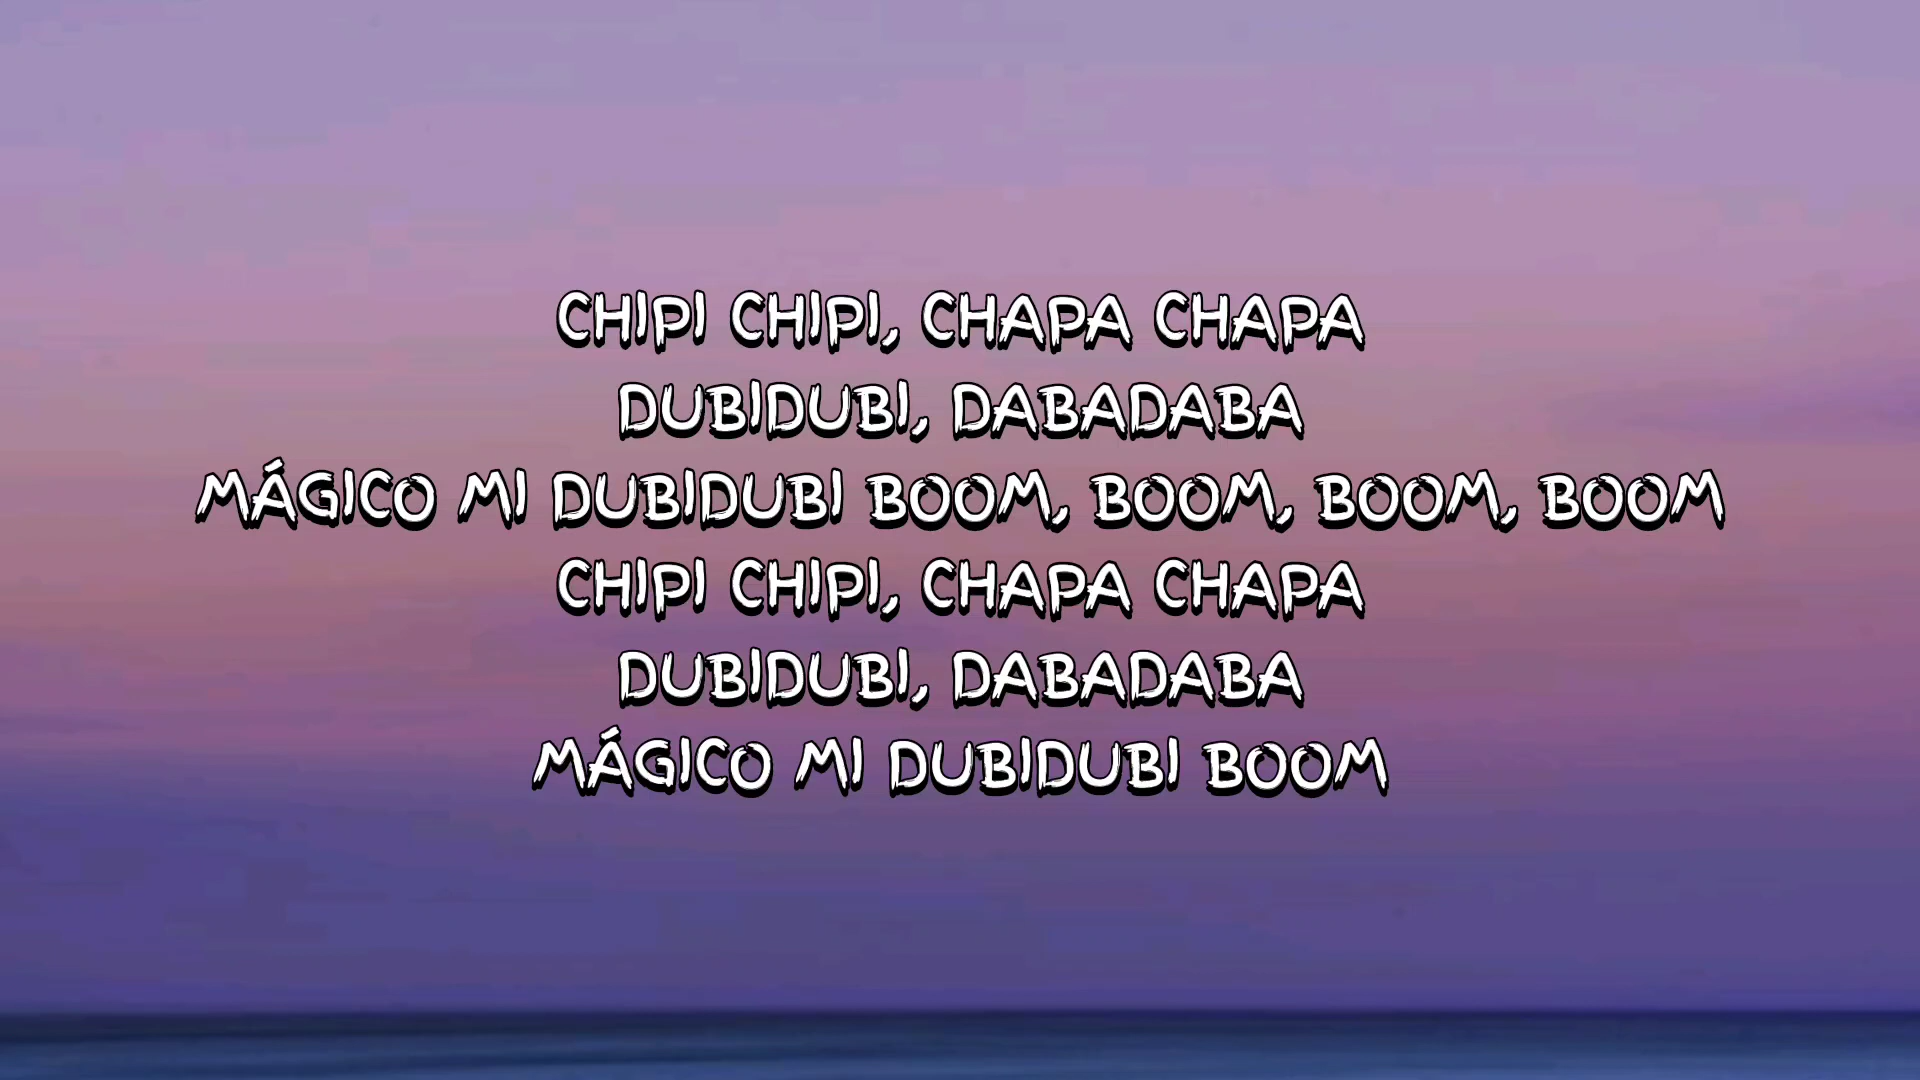 CHIPI CHIPI, CHAPA CHAPA
DUBIDUBI, DABADABA
MÁGICO MI DUBIDUBI BOOM, BOOM, BOOM, BOOM
CHIPI CHIPI, CHAPA CHAPA
DUBIDUBI, DABADABA
MÁGICO MI DUBIDUBI BOOM